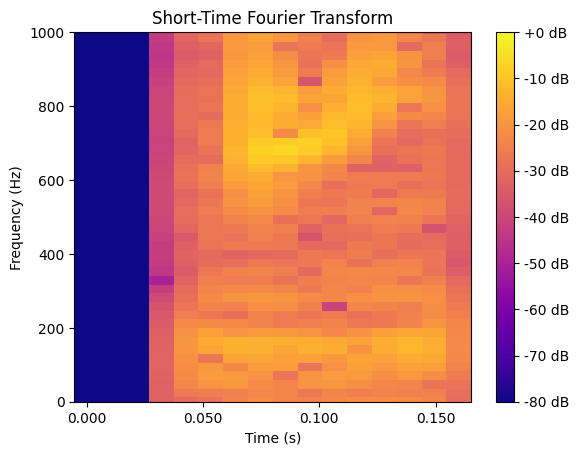 Short-Time Fourier Transform
1000
800
600
400
200
0
Frequency (Hz)
0.000
0.050
0.100
0.150
Time (s)
+0 dB
-10 dB
-20 dB
-30 dB
-40 dB
-50 dB
-60 dB
-70 dB
-80 dB